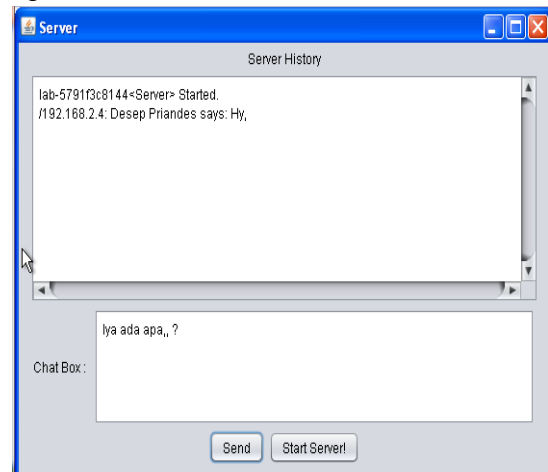 Server
Server History
lab-5791f3c8144<Server> Started.
/192.168.2.4: Desep Priandes says: Hy,
Chat Box :
Iya ada apa,, ?
Send
Start Server!